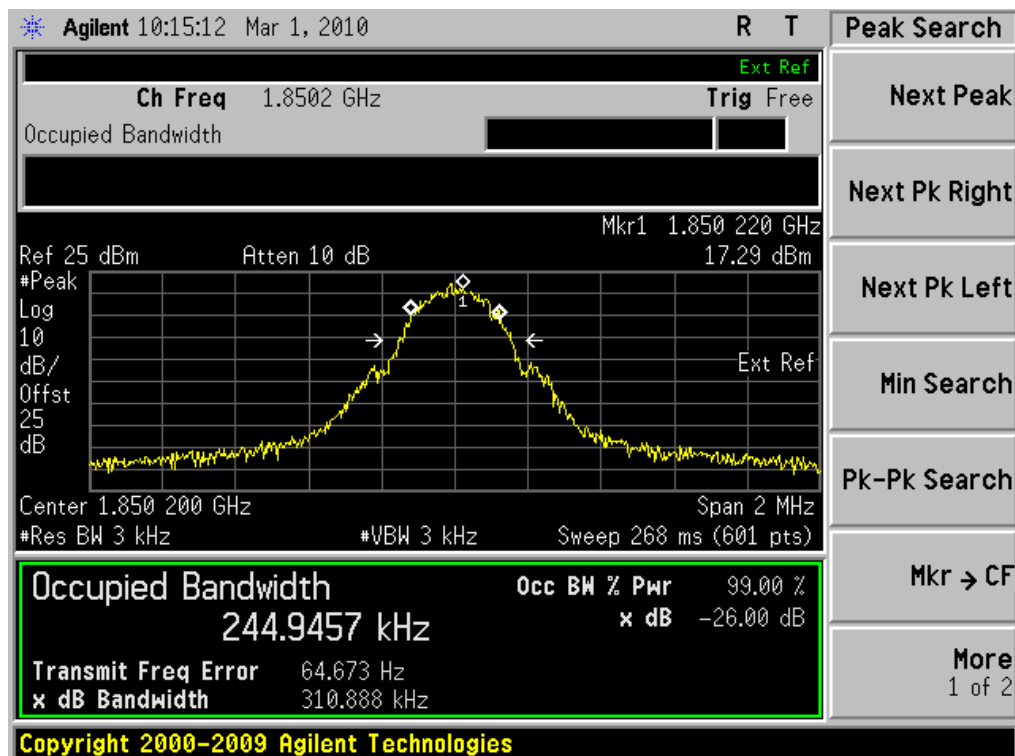 Agilent 10:15:12 Mar 1, 2010 R T
Peak Search
Ext Ref
Ch Freq 1.8502 GHz Trig Free
Occupied Bandwidth
Next Peak
Next Pk Right
Mkr1 1.850 220 GHz
Ref 25 dBm Atten 10 dB 17.29 dBm
#Peak
Log
10
dB/
Offst
25
dB
1
Ext Ref
Center 1.850 200 GHz Span 2 MHz
#Res BW 3 kHz #VBW 3 kHz Sweep 268 ms (601 pts)
Next Pk Left
Min Search
Pk-Pk Search
Mkr → CF
More
1 of 2
Occupied Bandwidth
244.9457 kHz
Occ BW % Pwr 99.00 %
x dB -26.00 dB
Transmit Freq Error 64.673 Hz
x dB Bandwidth 310.888 kHz
Copyright 2000-2009 Agilent Technologies